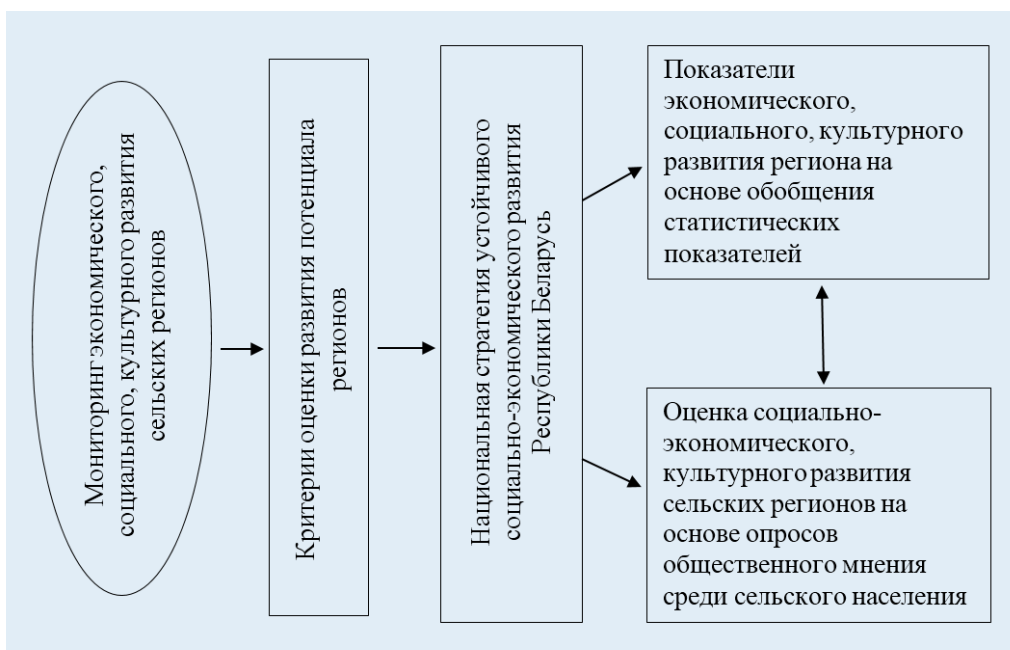 Мониторинг экономического,
социального, культурного развития
сельских регионов
Критерии оценки развития потенциала
регионов
Национальная стратегия устойчивого
социально-экономического развития
Республики Беларусь
Показатели
экономического,
социального, культурного
развития региона на
основе обобщения
статистических
показателей
Оценка социально-
экономического,
культурного развития
сельских регионов на
основе опросов
общественного мнения
среди сельского населения